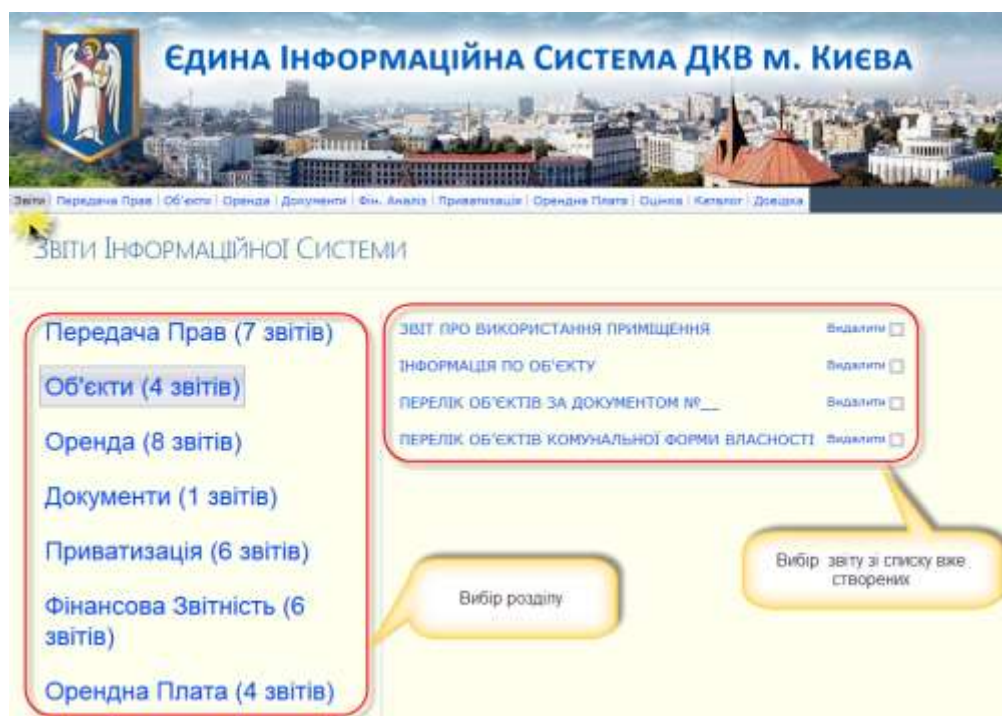 Єдина Інформаційна Система ДКВ м. Києва
Звіти | Передача Прав | Об'єкти | Оренда | Документи | Фін. Аналіз | Приватизація | Орендна Плата | Оцінка | Каталог | Довідка
Звіти Інформаційної Системи
Передача Прав (7 звітів)
Об'єкти (4 звітів)
Оренда (8 звітів)
Документи (1 звітів)
Приватизація (6 звітів)
Фінансова Звітність (6
звітів)
Орендна Плата (4 звітів)
ЗВІТ ПРО ВИКОРИСТАННЯ ПРИМІЩЕННЯ Видалити
ІНФОРМАЦІЯ ПО ОБ'ЄКТУ Видалити
ПЕРЕЛІК ОБ'ЄКТІВ ЗА ДОКУМЕНТОМ №__ Видалити
ПЕРЕЛІК ОБ'ЄКТІВ КОМУНАЛЬНОЇ ФОРМИ ВЛАСНОСТІ Видалити
Вибір розділу
Вибір звіту зі списку вже
створених